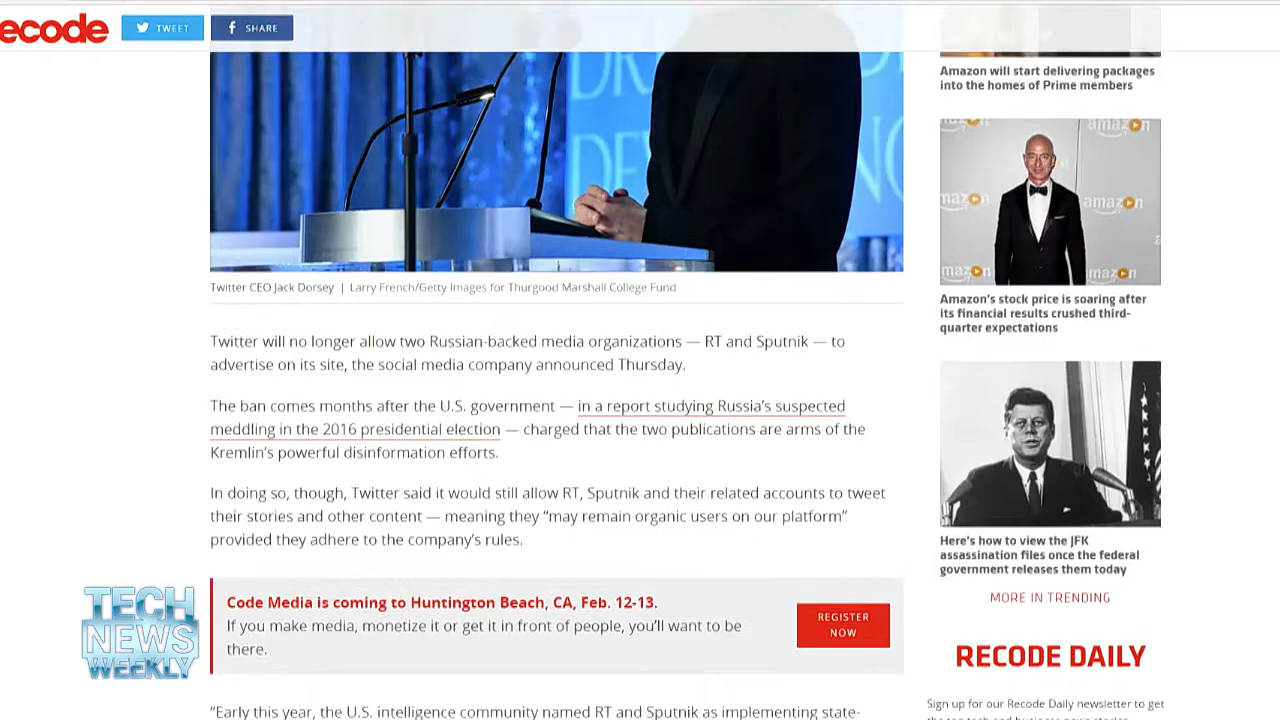 ecode
TWEET
SHARE
Twitter CEO Jack Dorsey | Larry French/Getty Images for Thurgood Marshall College Fund
Twitter will no longer allow two Russian-backed media organizations — RT and Sputnik — to
advertise on its site, the social media company announced Thursday.
The ban comes months after the U.S. government — in a report studying Russia's suspected
meddling in the 2016 presidential election — charged that the two publications are arms of the
Kremlin's powerful disinformation efforts.
In doing so, though, Twitter said it would still allow RT, Sputnik and their related accounts to tweet
their stories and other content — meaning they “may remain organic users on our platform”
provided they adhere to the company's rules.
Code Media is coming to Huntington Beach, CA, Feb. 12-13.
If you make media, monetize it or get it in front of people, you'll want to be
there.
REGISTER
NOW
“Early this year, the U.S. intelligence community named RT and Sputnik as implementing state-
TECH
NEWS
WEEKLY
Amazon will start delivering packages
into the homes of Prime members
amazon
amazon
amazon
amazon
mazon
mazon
Amazon's stock price is soaring after
its financial results crushed third-
quarter expectations
Here's how to view the JFK
assassination files once the federal
government releases them today
MORE IN TRENDING
RECODE DAILY
Sign up for our Recode Daily newsletter to get